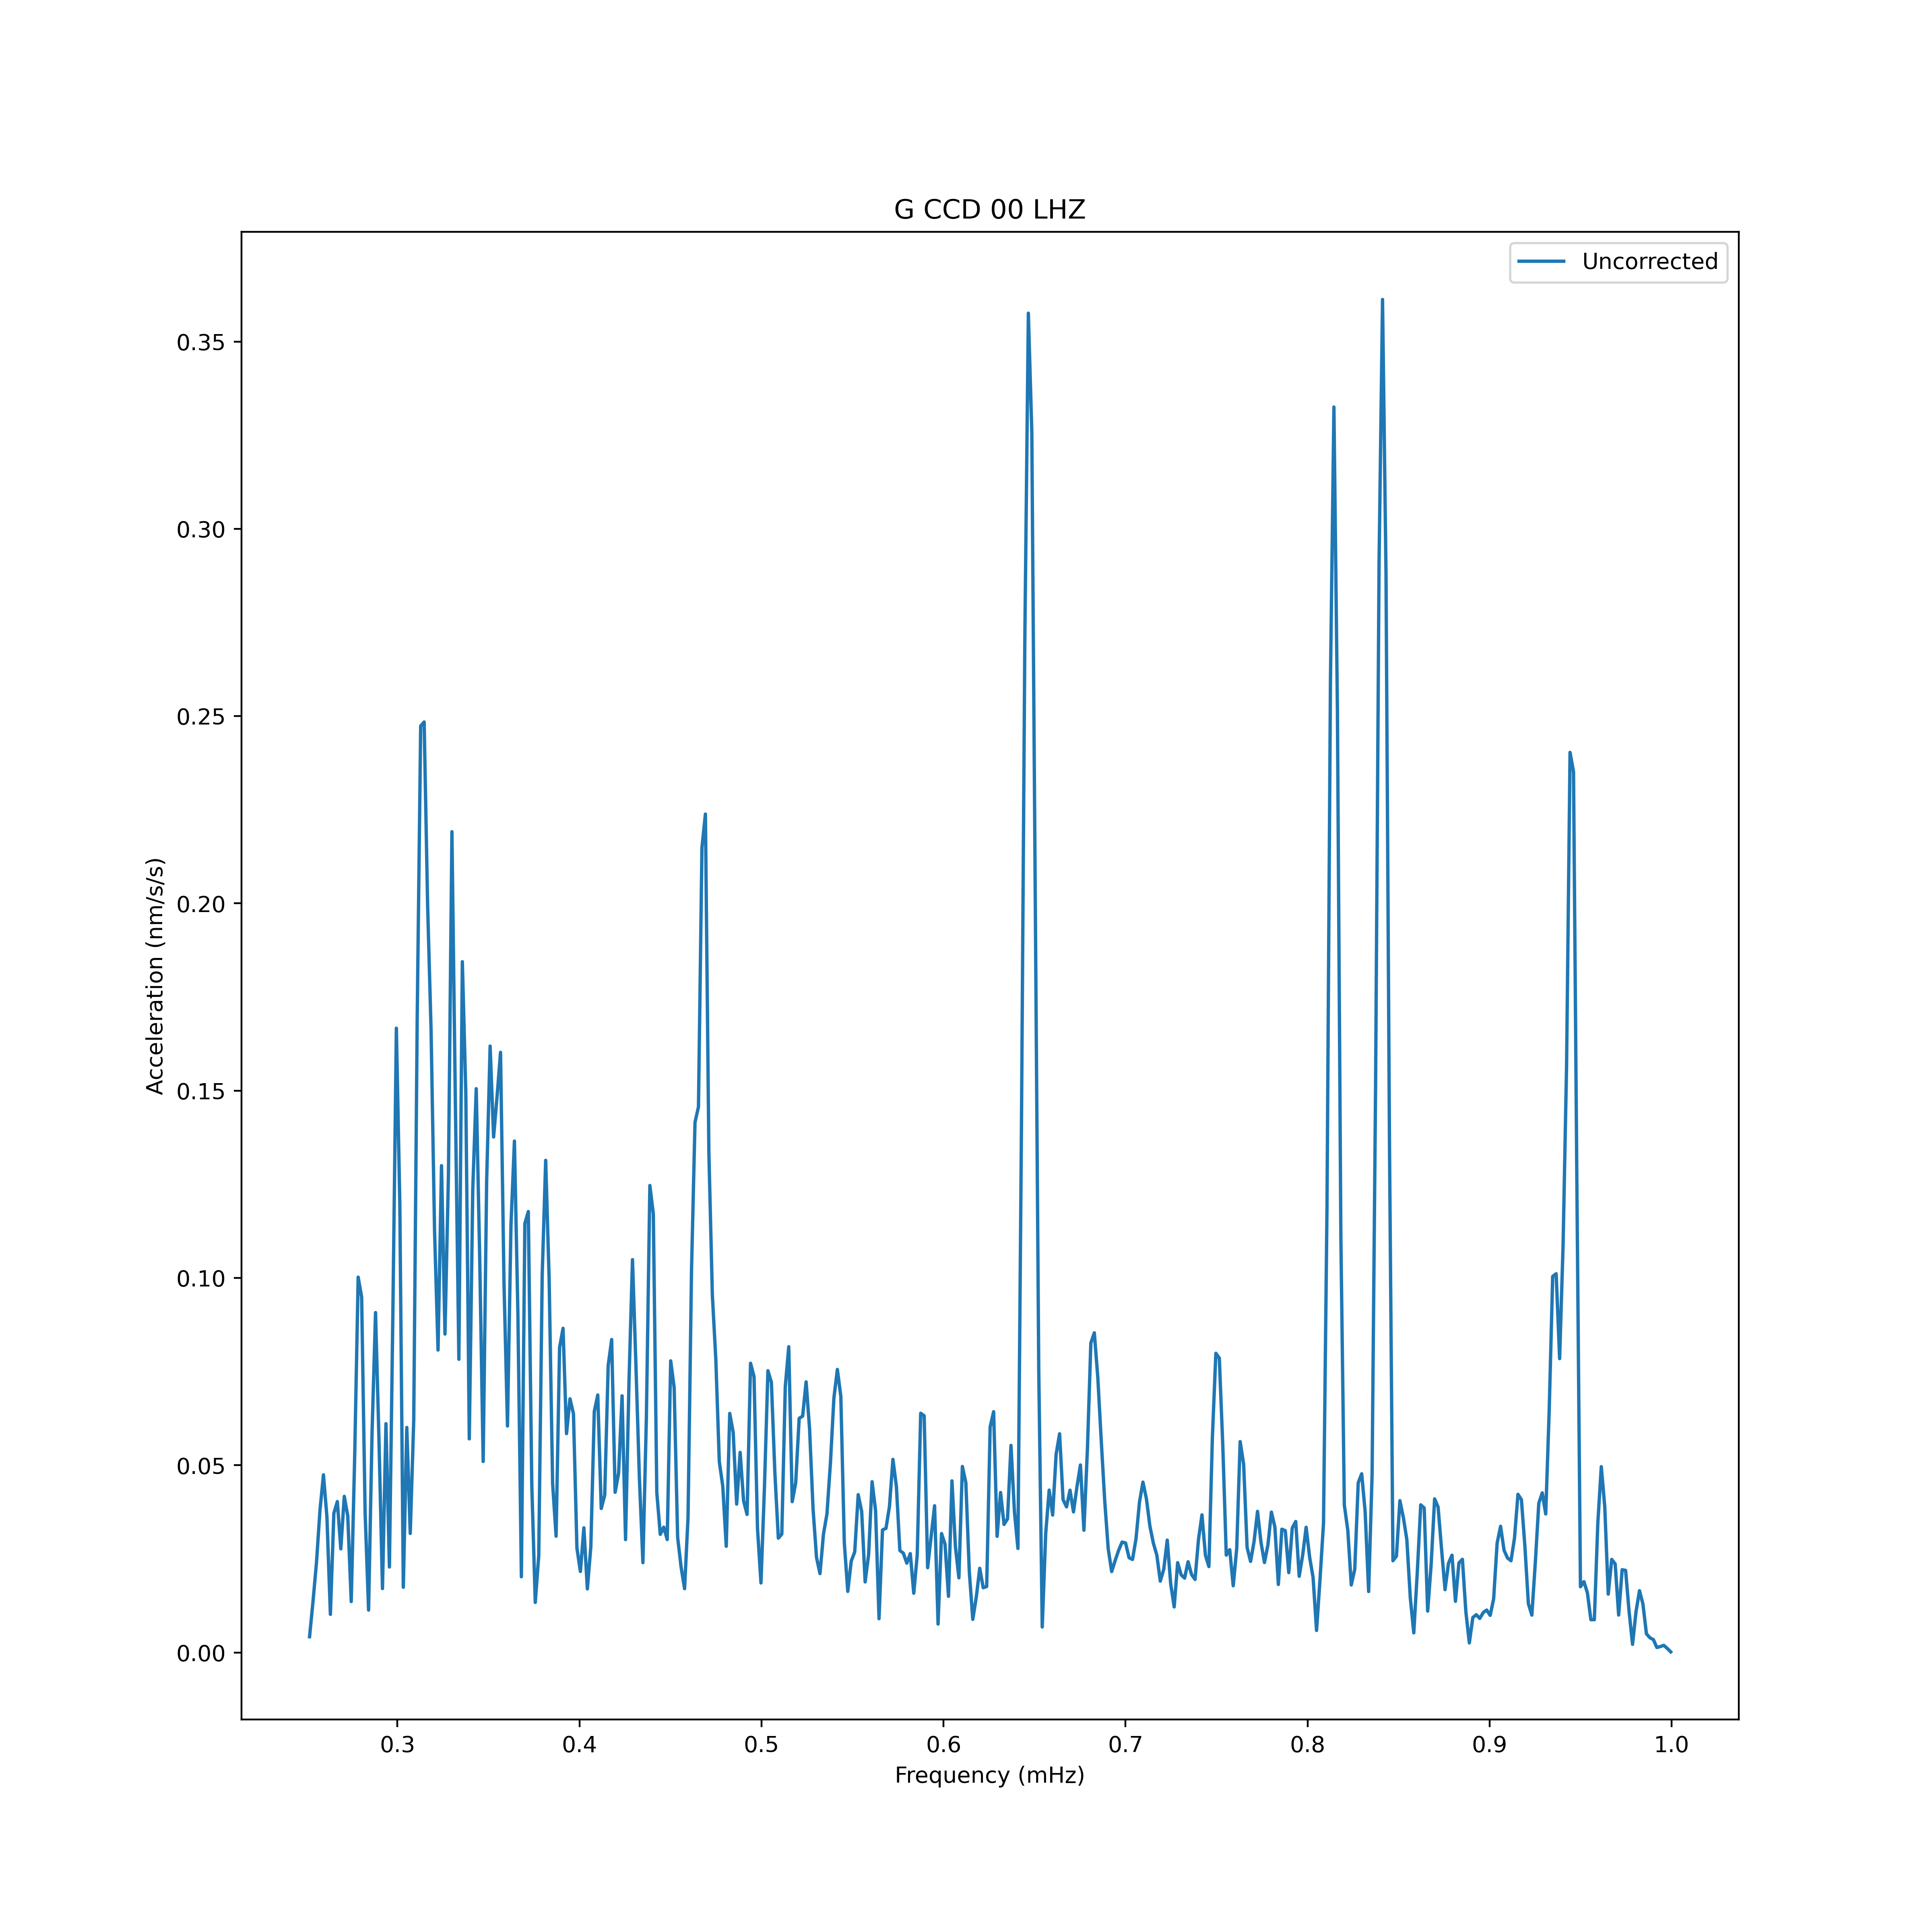 G CCD 00 LHZ
Uncorrected
0.35
0.30
0.25
0.20
0.15
0.10
0.05
0.00
Acceleration (nm/s/s)
0.3 0.4 0.5 0.6 0.7 0.8 0.9 1.0
Frequency (mHz)